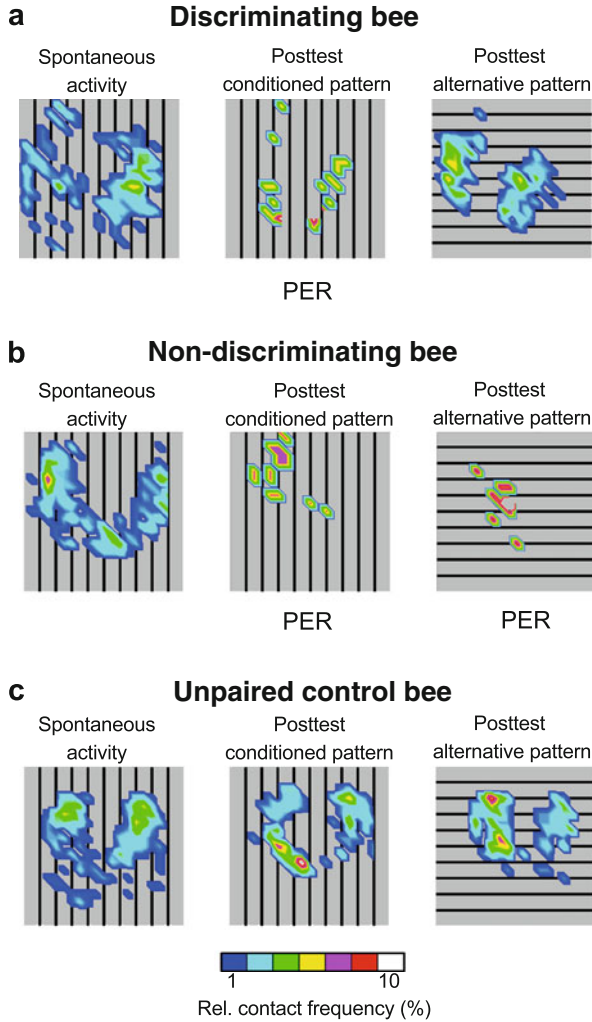 a
Discriminating bee
Spontaneous activity
Posttest conditioned pattern
Posttest alternative pattern
PER
b
Non-discriminating bee
Spontaneous activity
Posttest conditioned pattern
Posttest alternative pattern
PER
PER
c
Unpaired control bee
Spontaneous activity
Posttest conditioned pattern
Posttest alternative pattern
1
10
Rel. contact frequency (%)